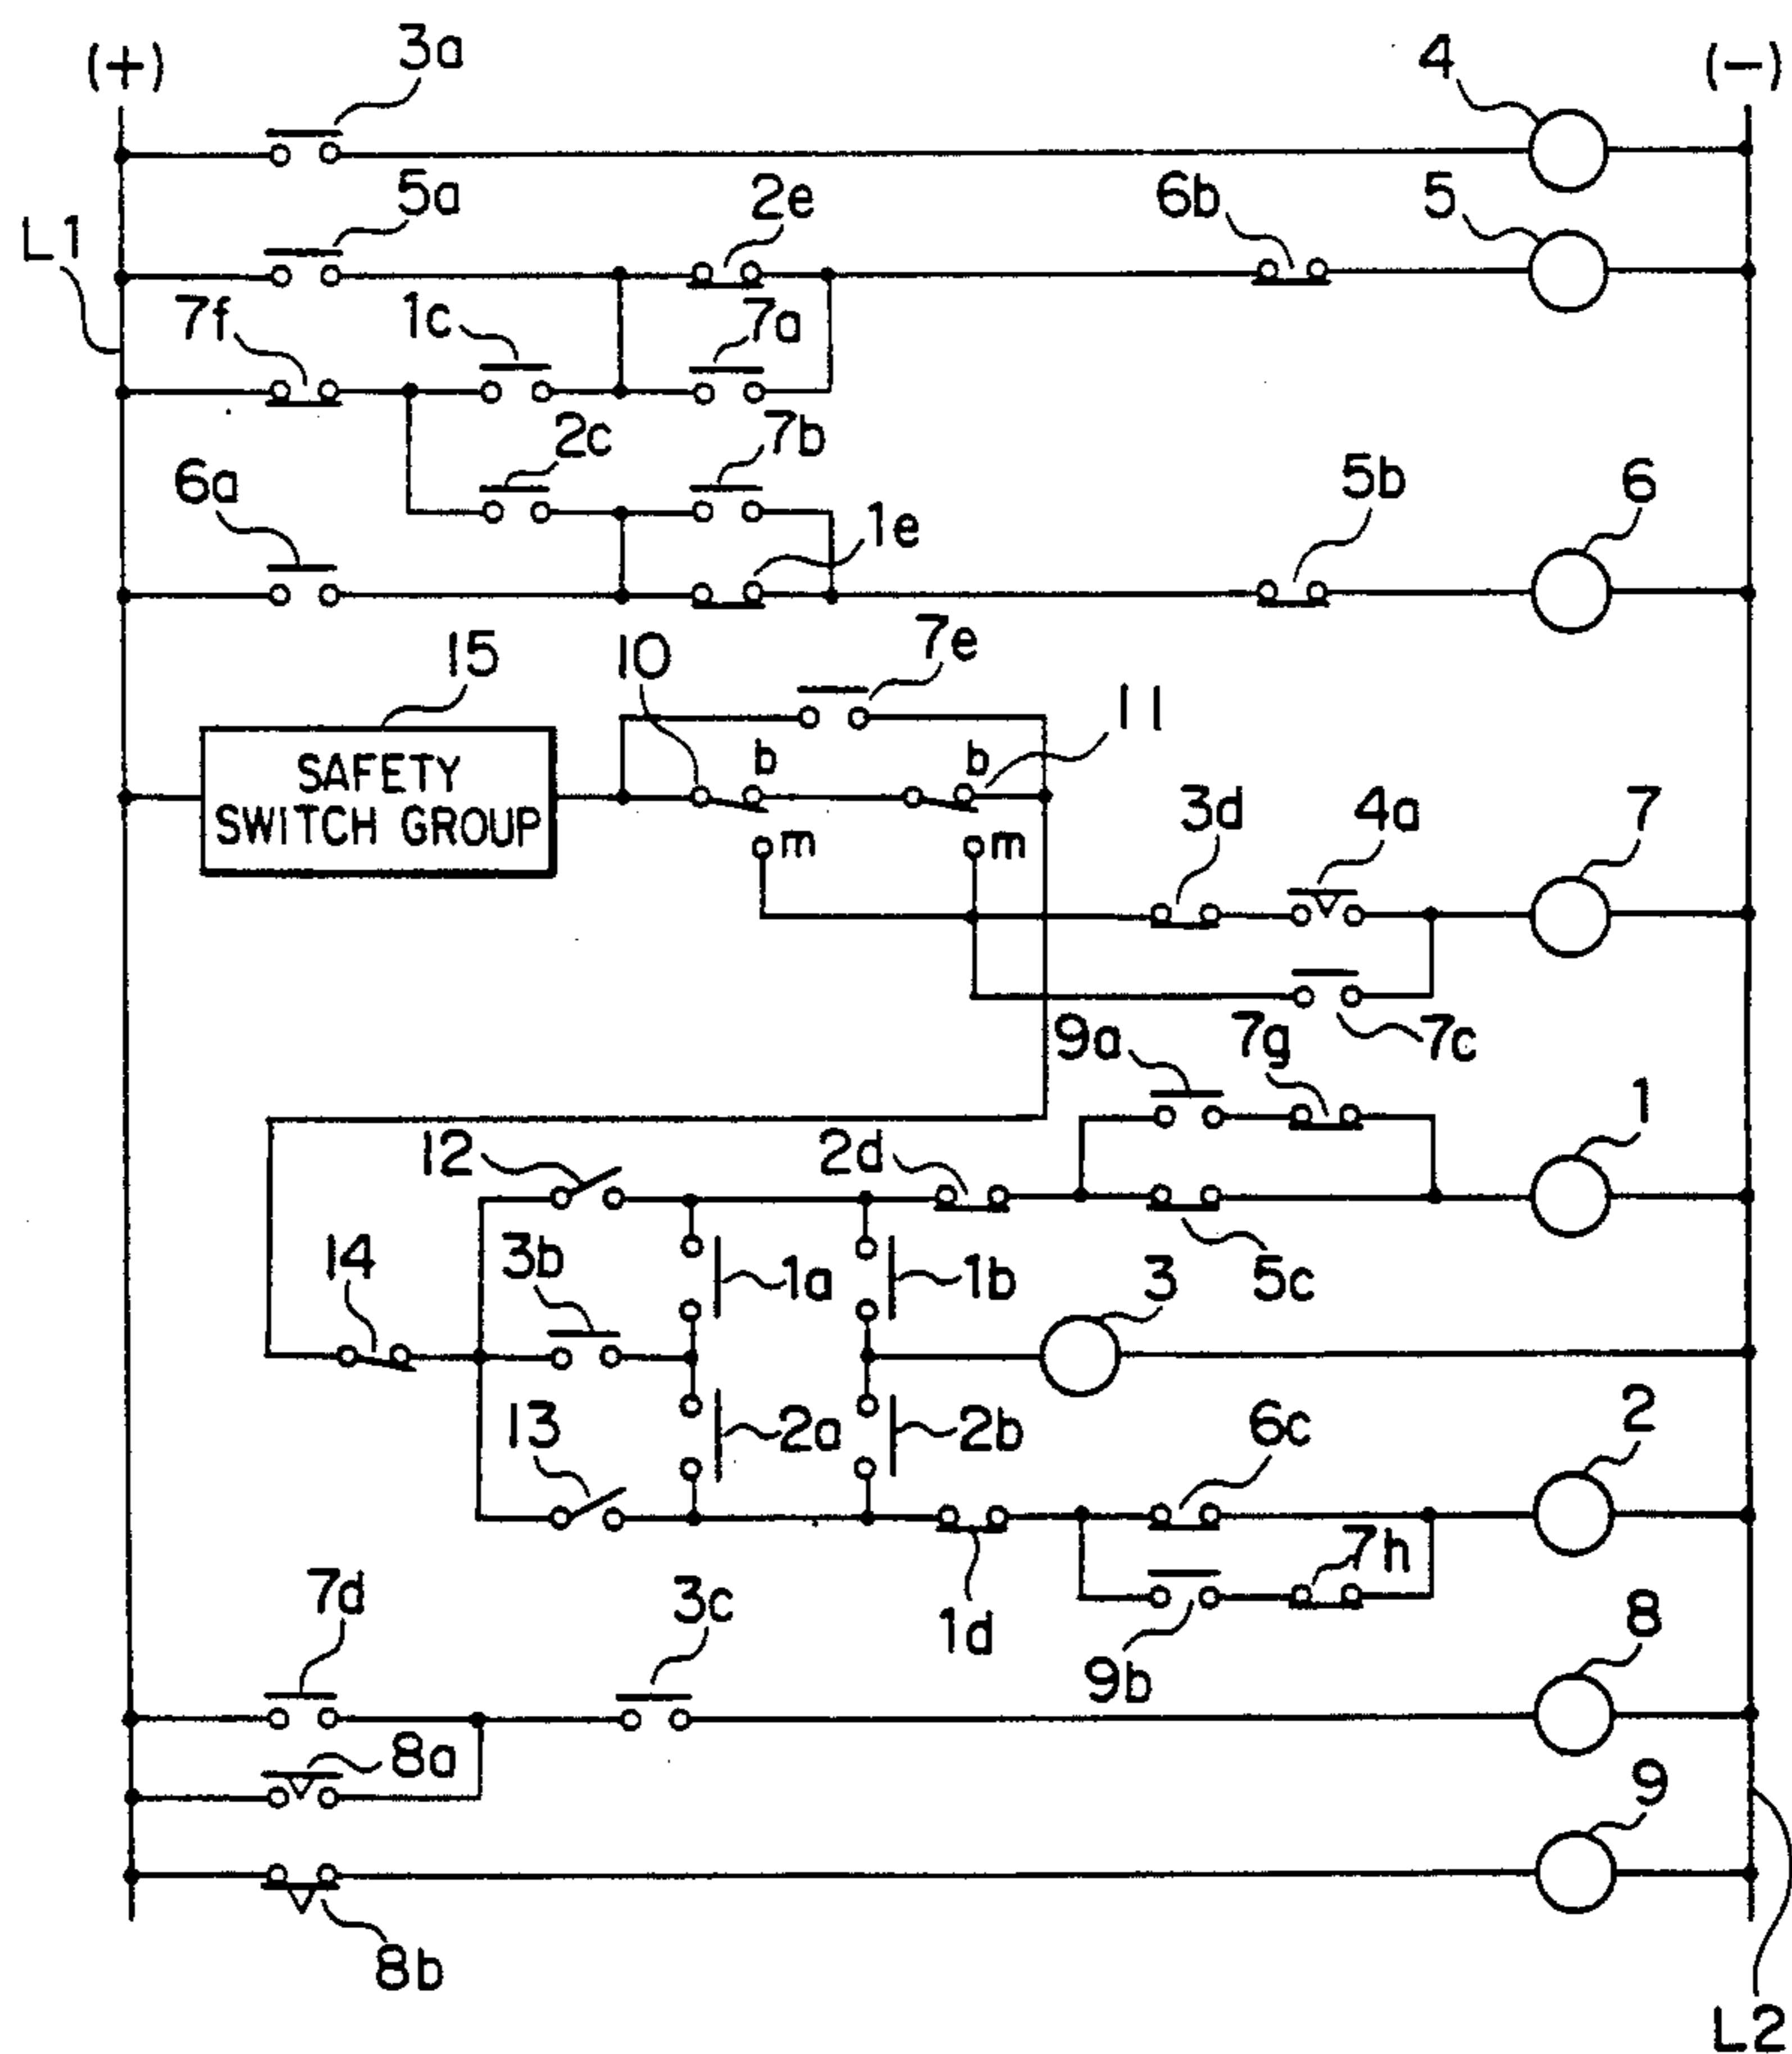 (+)
3a
4
(-)
L1
5a
2e
6b
5
7f
1c
7a
2c
7b
6a
1e
5b
6
15
10
7e
11
SAFETY
SWITCH GROUP
b
b
m
m
3d
4a
7
7c
9a
7g
1
12
2d
14
3b
1a
1b
3
5c
13
2a
2b
6c
2
7d
3c
1d
9b
7h
8
8a
9
8b
L2